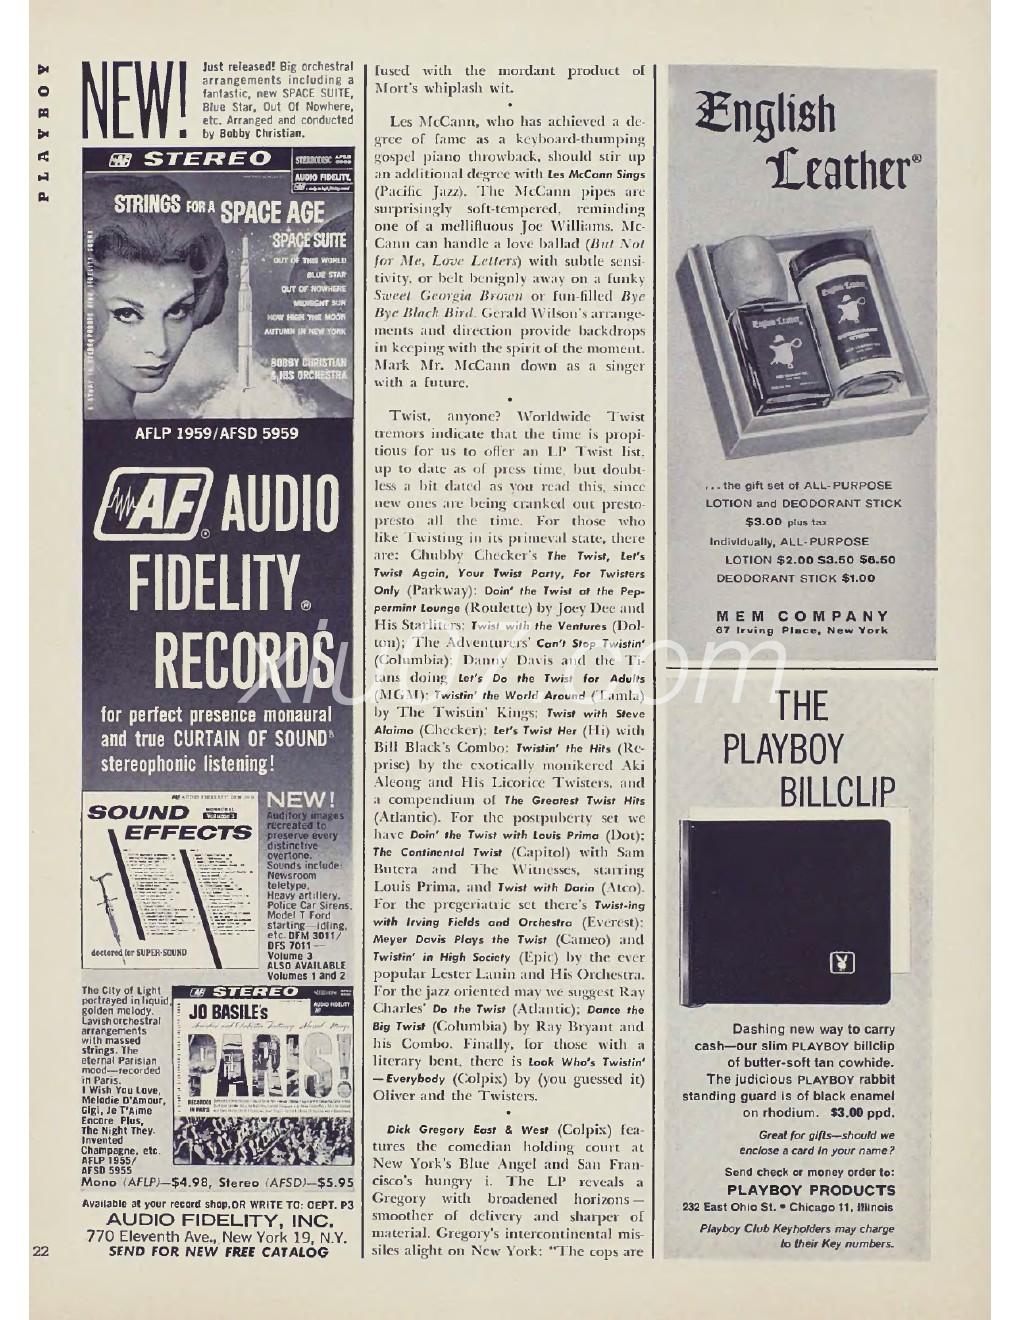 PLAYBOY
NEW!
Just released! Big orchestral
arrangements including a
fantastic, new SPACE SUITE,
Blue Star, Out Of Nowhere,
etc. Arranged and conducted
by Bobby Christian.
AF STEREO
STEREODISC
AUDIO FIDELITY
STRINGS FOR A SPACE AGE
SPACE SUITE
OUT OF THIS WORLD
BLUE STAR
OUT OF NOWHERE
MIDNIGHT SUN
HOW HIGH THE MOON
AUTUMN IN NEW YORK
BOBBY CHRISTIAN
& HIS ORCHESTRA
AFLP 1959/AFSD 5959
AF® AUDIO
FIDELITY®
RECORDS
for perfect presence monaural
and true CURTAIN OF SOUND®
stereophonic listening!
SOUND
EFFECTS
doctored for SUPER-SOUND
NEW!
Auditory images
recreated to
preserve every
distinctive
overtone.
Sounds include:
Newsroom
teletype,
Heavy artillery,
Police Car Sirens,
Model T Ford
starting—idling,
etc. DFM 3011/
DFS 7011—
Volume 3
ALSO AVAILABLE
Volumes 1 and 2
The City of Light
portrayed in liquid,
golden melody.
Lavish orchestral
arrangements
with massed
strings. The
eternal Parisian
mood—recorded
in Paris.
I Wish You Love,
Melodie D'Amour,
Gigi, Je T'Aime
Encore Plus,
The Night They
Invented
Champagne, etc.
AFLP 1955/
AFSD 5955
AF STEREO
AUDIO FIDELITY
JO BASILE's
PARIS!
RECORDED
IN PARIS
Mono (AFLP)—$4.98, Stereo (AFSD)—$5.95
Available at your record shop, OR WRITE TO: DEPT. P3
AUDIO FIDELITY, INC.
770 Eleventh Ave., New York 19, N.Y.
SEND FOR NEW FREE CATALOG
22
fused with the mordant product of
Mort's whiplash wit.
•
Les McCann, who has achieved a de-
gree of fame as a keyboard-thumping
gospel piano throwback, should stir up
an additional degree with Les McCann Sings
(Pacific Jazz). The McCann pipes are
surprisingly soft-tempered, reminding
one of a mellifluous Joe Williams. Mc-
Cann can handle a love ballad (But Not
for Me, Love Letters) with subtle sensi-
tivity, or belt benignly away on a funky
Sweet Georgia Brown or fun-filled Bye
Bye Black Bird. Gerald Wilson's arrange-
ments and direction provide backdrops
in keeping with the spirit of the moment.
Mark Mr. McCann down as a singer
with a future.
•
Twist, anyone? Worldwide Twist
tremors indicate that the time is propi-
tious for us to offer an LP Twist list,
up to date as of press time, but doubt-
less a bit dated as you read this, since
new ones are being cranked out presto-
presto all the time. For those who
like Twisting in its primeval state, there
are: Chubby Checker's The Twist, Let's
Twist Again, Your Twist Party, For Twisters
Only (Parkway); Doin' the Twist at the Pep-
permint Lounge (Roulette) by Joey Dee and
His Starliters; Twist with the Ventures (Dol-
ton); The Adventurers' Can't Stop Twistin'
(Columbia); Danny Davis and the Ti-
tans doing Let's Do the Twist for Adults
(MGM); Twistin' the World Around (Tamla)
by The Twistin' Kings; Twist with Steve
Alaimo (Checker); Let's Twist Her (Hi) with
Bill Black's Combo; Twistin' the Hits (Re-
prise) by the exotically monikered Aki
Aleong and His Licorice Twisters, and
a compendium of The Greatest Twist Hits
(Atlantic). For the postpuberty set we
have Doin' the Twist with Louis Prima (Dot);
The Continental Twist (Capitol) with Sam
Butera and The Witnesses, starring
Louis Prima, and Twist with Darin (Atco).
For the pregeriatric set there's Twist-ing
with Irving Fields and Orchestra (Everest);
Meyer Davis Plays the Twist (Cameo) and
Twistin' in High Society (Epic) by the ever
popular Lester Lanin and His Orchestra.
For the jazz oriented may we suggest Ray
Charles' Do the Twist (Atlantic); Dance the
Big Twist (Columbia) by Ray Bryant and
his Combo. Finally, for those with a
literary bent, there is Look Who's Twistin'
—Everybody (Colpix) by (you guessed it)
Oliver and the Twisters.
•
Dick Gregory East & West (Colpix) fea-
tures the comedian holding court at
New York's Blue Angel and San Fran-
cisco's hungry i. The LP reveals a
Gregory with broadened horizons—
smoother of delivery and sharper of
material. Gregory's intercontinental mis-
siles alight on New York: "The cops are
English
Leather®
English Leather
English Leather
...the gift set of ALL-PURPOSE
LOTION and DEODORANT STICK
$3.00 plus tax
Individually, ALL-PURPOSE
LOTION $2.00 $3.50 $6.50
DEODORANT STICK $1.00
MEM COMPANY
67 Irving Place, New York
THE
PLAYBOY
BILLCLIP
Dashing new way to carry
cash—our slim PLAYBOY billclip
of butter-soft tan cowhide.
The judicious PLAYBOY rabbit
standing guard is of black enamel
on rhodium. $3.00 ppd.
Great for gifts—should we
enclose a card in your name?
Send check or money order to:
PLAYBOY PRODUCTS
232 East Ohio St. • Chicago 11, Illinois
Playboy Club Keyholders may charge
to their Key numbers.
xiu07.com